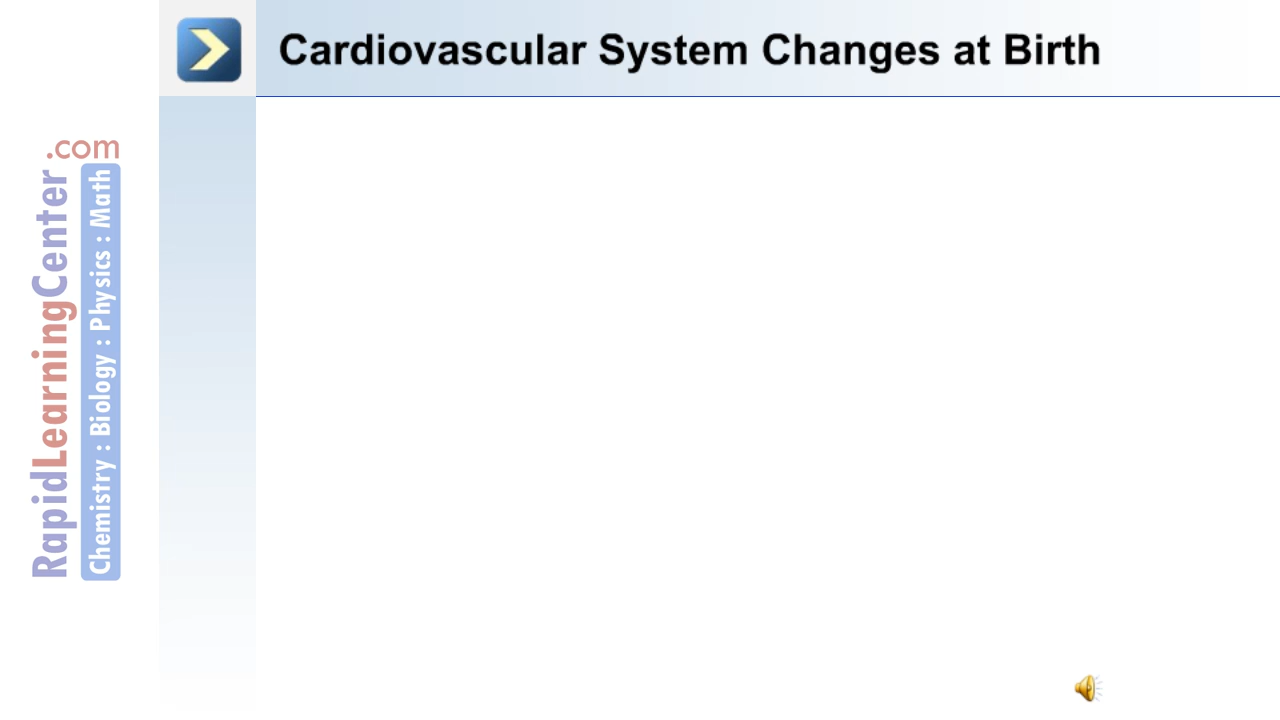 Cardiovascular System Changes at Birth
RapidLearningCenter.com
Chemistry : Biology : Physics : Math